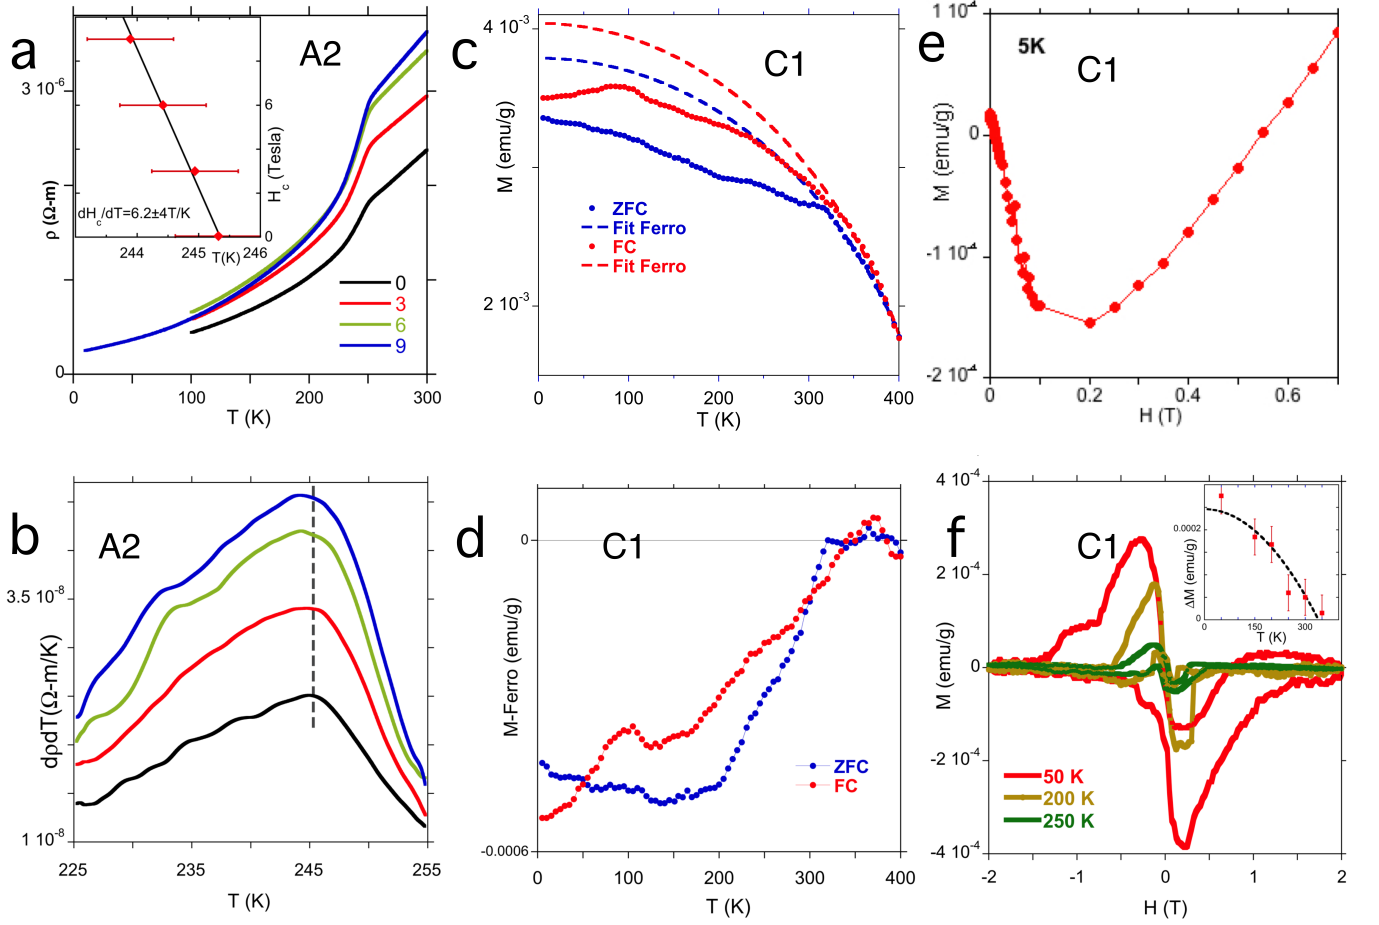 a
A2
3 10⁻⁶
0
ρ (Ω-m)
6
0
H_c (Tesla)
dH_c/dT=6.2±4T/K
244
245
T(K)
246
0
3
6
9
0
100
200
300
T (K)
c
C1
4 10⁻³
2 10⁻³
M (emu/g)
ZFC
Fit Ferro
FC
Fit Ferro
0
100
200
300
400
T (K)
e
5K
C1
1 10⁻⁴
0
-1 10⁻⁴
-2 10⁻⁴
M (emu/g)
0
0.2
0.4
0.6
H (T)
b
A2
3.5 10⁻⁸
1 10⁻⁸
dρdT(Ω-m/K)
225
235
245
255
T (K)
d
C1
0
-0.0006
M-Ferro (emu/g)
ZFC
FC
0
100
200
300
400
T (K)
f
C1
4 10⁻⁴
2 10⁻⁴
0
-2 10⁻⁴
-4 10⁻⁴
M (emu/g)
0.0002
0
ΔM (emu/g)
0
150
300
T (K)
50 K
200 K
250 K
-2
-1
0
1
2
H (T)